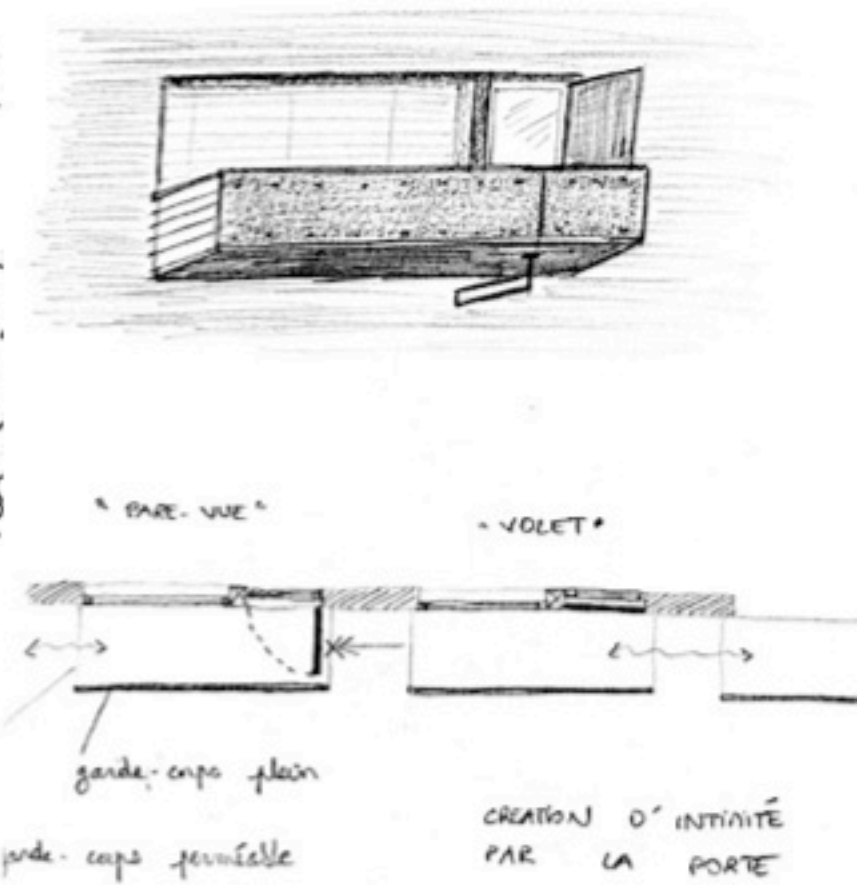 "PARE-VUE"
"VOLET"
garde-corps plein
garde-corps perméable
CREATION D'INTIMITÉ
PAR LA PORTE